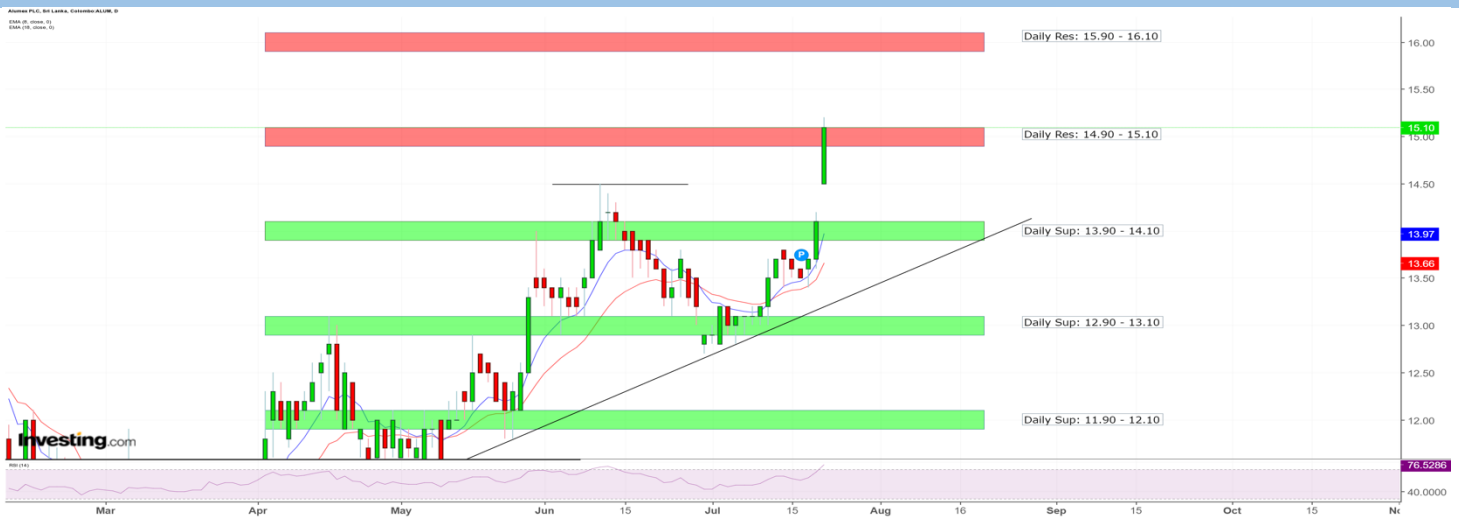 Alumex PLC, Sri Lanka, Colombo:ALUM, D
EMA (8, close, 0)
EMA (18, close, 0)
Daily Res: 15.90 - 16.10
16.00
15.50
15.10
Daily Res: 14.90 - 15.10
15.00
14.50
Daily Sup: 13.90 - 14.10
13.97
P
13.66
13.50
Daily Sup: 12.90 - 13.10
13.00
12.50
Daily Sup: 11.90 - 12.10
12.00
Investing.com
RSI (14)
76.5286
40.0000
Mar Apr May Jun 15 Jul 15 Aug 16 Sep 15 Oct 15 No